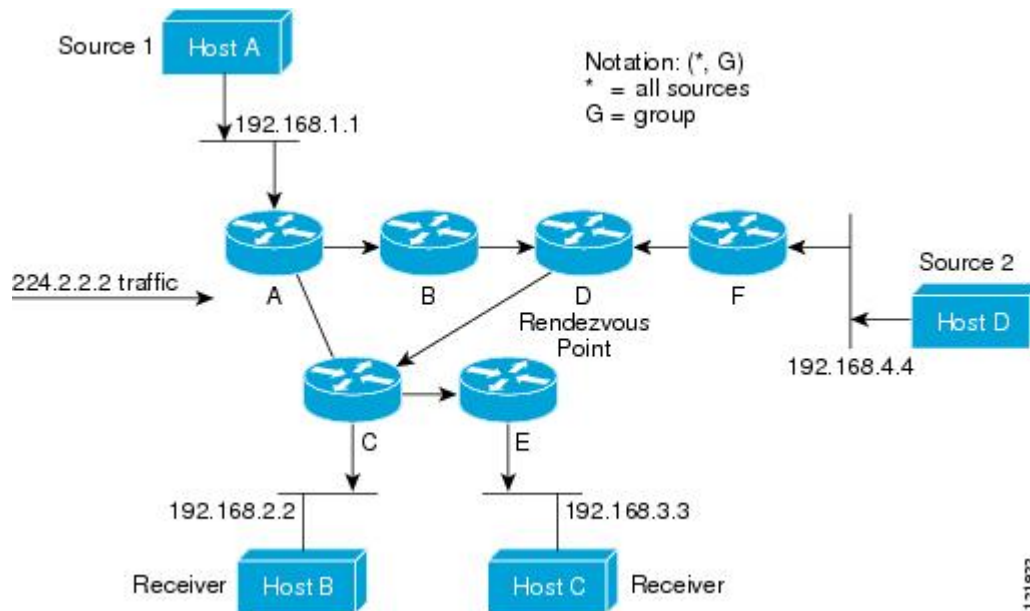 Source 1
Host A
Notation: (*, G)
* = all sources
G = group
192.168.1.1
224.2.2.2 traffic
A
B
D
Rendezvous
Point
F
Source 2
Host D
192.168.4.4
C
E
192.168.2.2
192.168.3.3
Receiver
Host B
Host C
Receiver